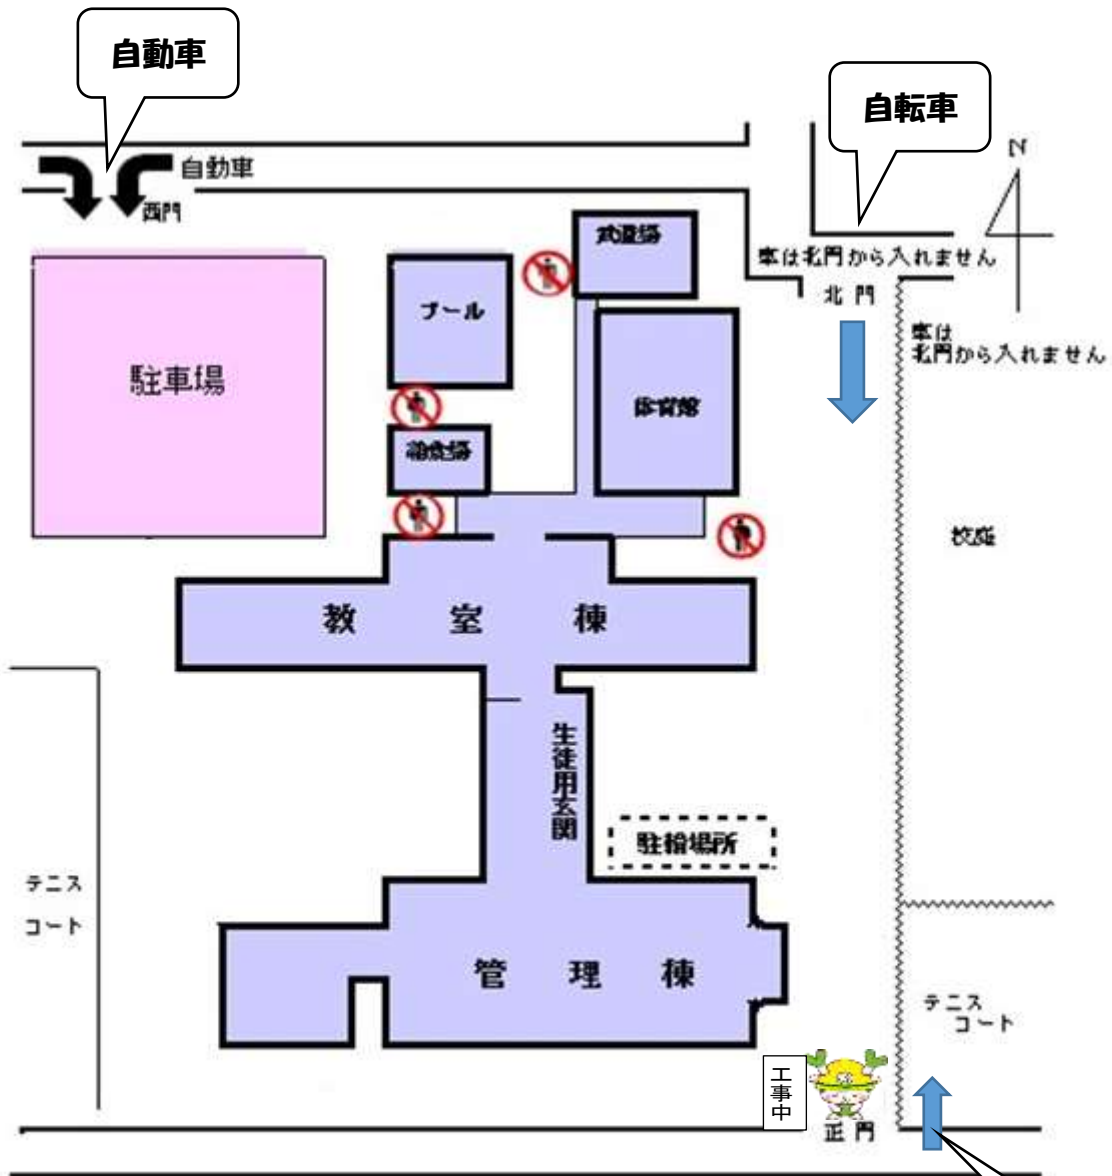 自動車
自転車
自動車
西門
N
武道場
車は北門から入れません
北門
プール
車は
北門から入れません
駐車場
体育館
校庭
教室棟
生徒用玄関
駐輪場所
テニス
コート
管理棟
テニス
コート
工事中
正門